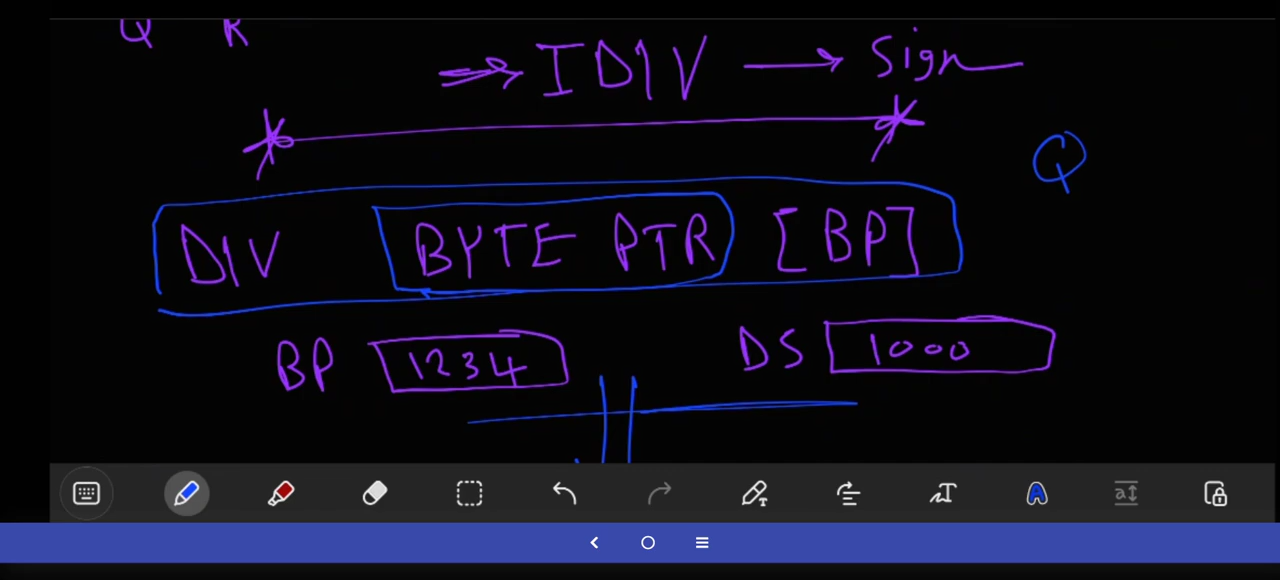 Q R
⇒ IDIV → Sign
Q
DIV BYTE PTR [BP]
BP 1234 DS 1000